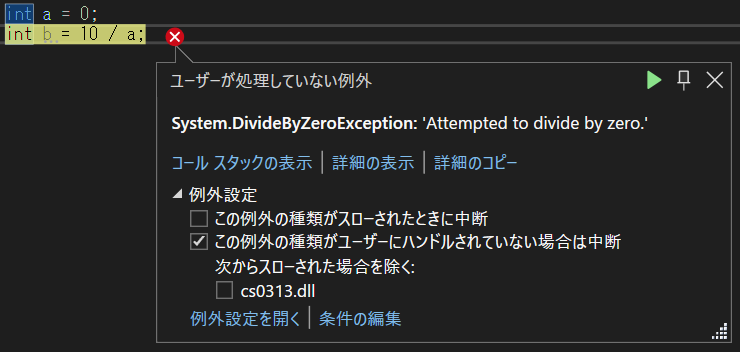 int a = 0;
int b = 10 / a;
ユーザーが処理していない例外
System.DivideByZeroException: 'Attempted to divide by zero.'
コール スタックの表示 | 詳細の表示 | 詳細のコピー
例外設定
この例外の種類がスローされたときに中断
この例外の種類がユーザーにハンドルされていない場合は中断
次からスローされた場合を除く:
cs0313.dll
例外設定を開く | 条件の編集